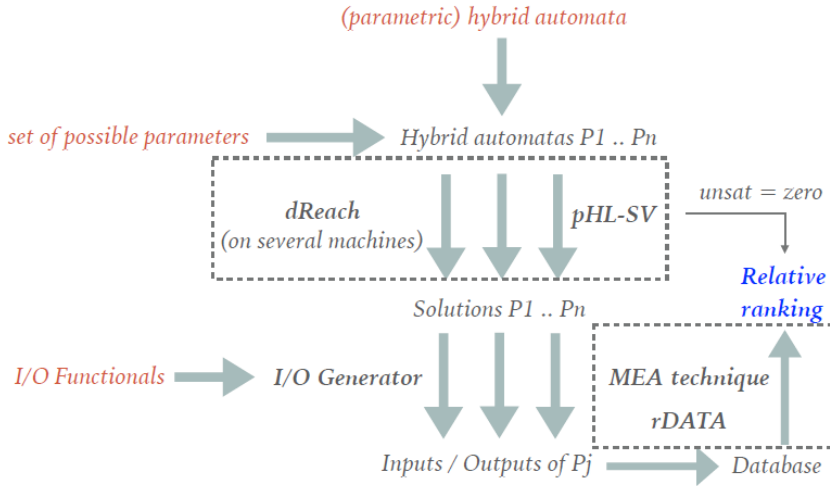 (parametric) hybrid automata
set of possible parameters
Hybrid automatas P1 .. Pn
dReach
(on several machines)
pHL-SV
unsat = zero
Relative
ranking
Solutions P1 .. Pn
I/O Functionals
I/O Generator
MEA technique
rDATA
Inputs / Outputs of Pj
Database